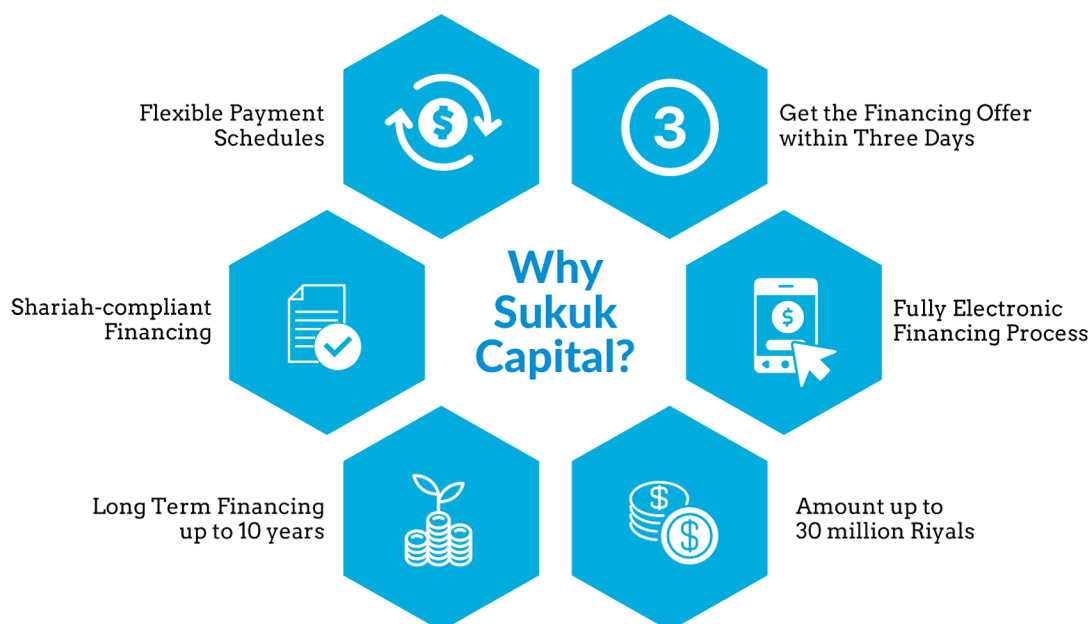 Flexible Payment
Schedules
3
Get the Financing Offer
within Three Days
Shariah-compliant
Financing
Why
Sukuk
Capital?
$
$
Fully Electronic
Financing Process
Long Term Financing
up to 10 years
$
$
Amount up to
30 million Riyals